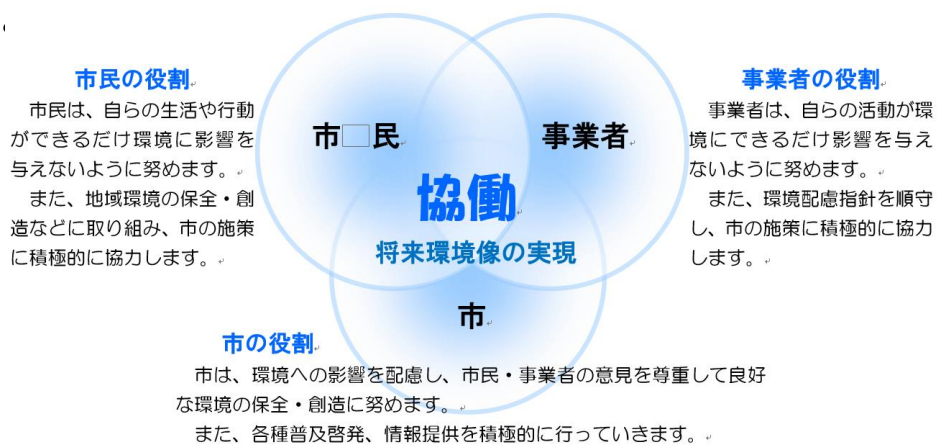 市民の役割
市民は、自らの生活や行動
ができるだけ環境に影響を
与えないように努めます。
また、地域環境の保全・創
造などに取り組み、市の施策
に積極的に協力します。
市□民
事業者
協働
将来環境像の実現
市
事業者の役割
事業者は、自らの活動が環
境にできるだけ影響を与え
ないように努めます。
また、環境配慮指針を順守
し、市の施策に積極的に協力
します。
市の役割
市は、環境への影響を配慮し、市民・事業者の意見を尊重して良好
な環境の保全・創造に努めます。
また、各種普及啓発、情報提供を積極的に行っていきます。